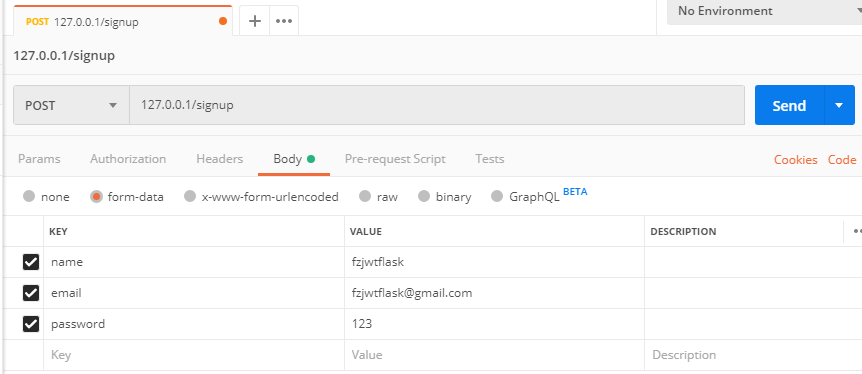 POST 127.0.0.1/signup + ••• No Environment
127.0.0.1/signup
POST 127.0.0.1/signup Send
Params Authorization Headers Body Pre-request Script Tests Cookies Code
none form-data x-www-form-urlencoded raw binary GraphQL BETA
KEY VALUE DESCRIPTION
name fzjwtflask
email fzjwtflask@gmail.com
password 123
Key Value Description